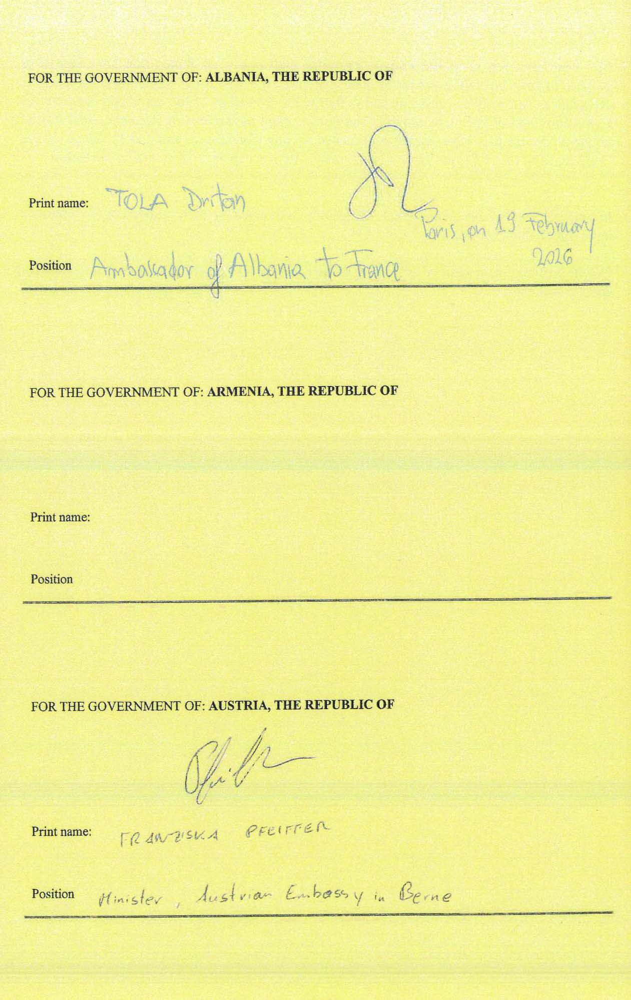 FOR THE GOVERNMENT OF: ALBANIA, THE REPUBLIC OF
Print name: TOLA Dritan
Paris, on 19 February
2026
Position Ambassador of Albania to France
FOR THE GOVERNMENT OF: ARMENIA, THE REPUBLIC OF
Print name:
Position
FOR THE GOVERNMENT OF: AUSTRIA, THE REPUBLIC OF
Print name: FRANZISKA PFEIFFER
Position Minister, Austrian Embassy in Berne